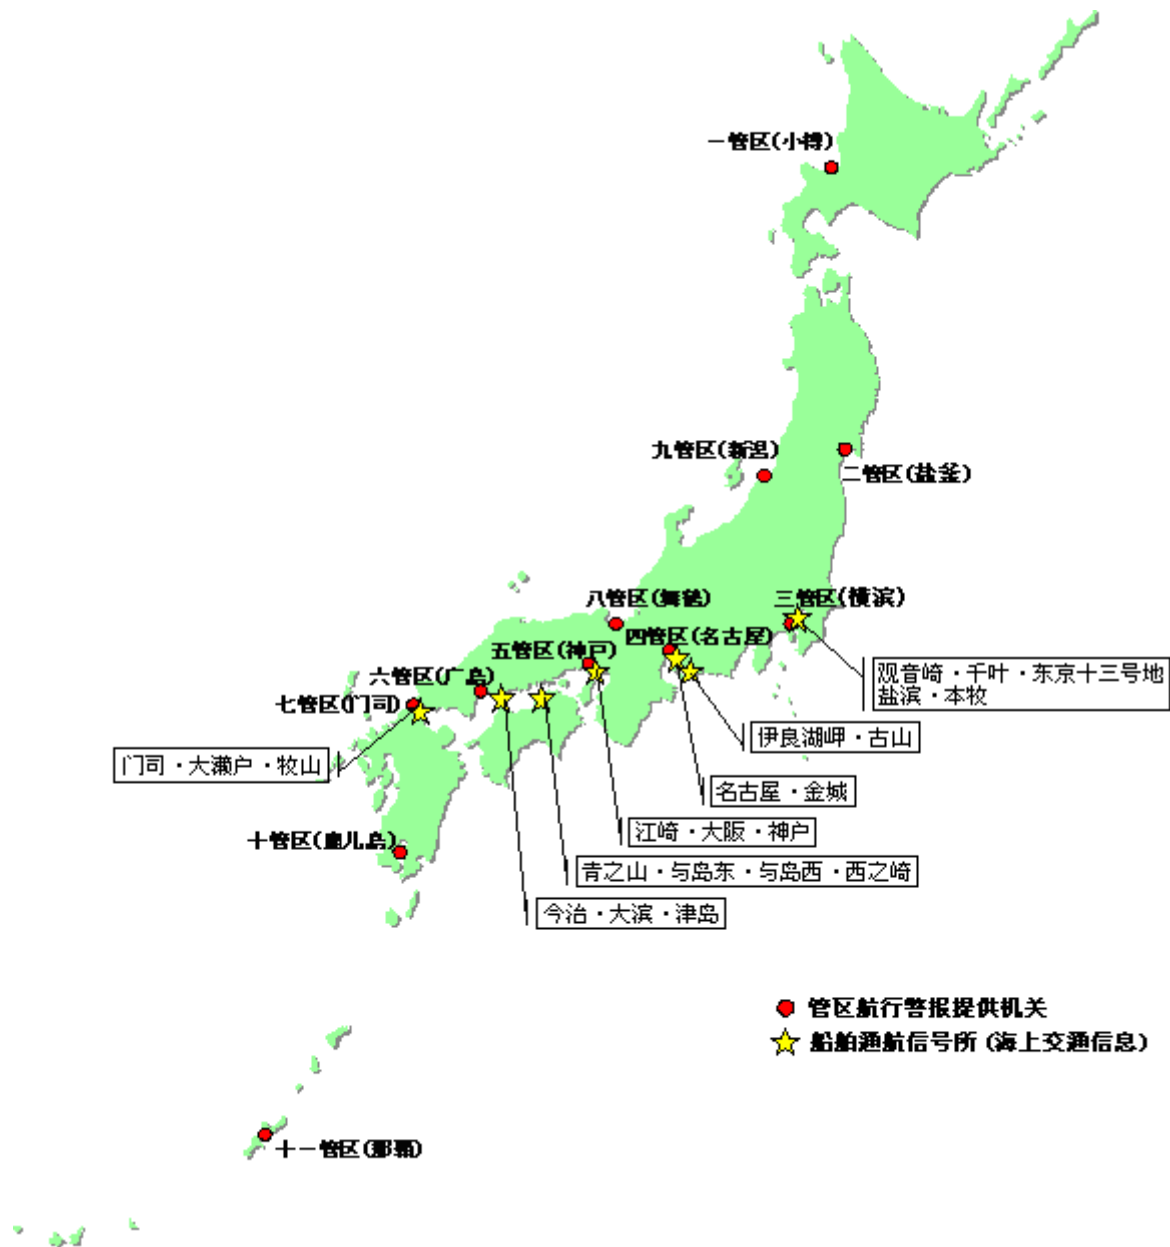 一管区(小樽)
九管区(新潟)
二管区(盐釜)
八管区(舞鹤)
三管区(横滨)
四管区(名古屋)
五管区(神户)
六管区(广岛)
七管区(门司)
观音崎・千叶・东京十三号地
盐滨・本牧
伊良湖岬・古山
门司・大濑户・牧山
名古屋・金城
江崎・大阪・神户
十管区(鹿儿岛)
青之山・与岛东・与岛西・西之崎
今治・大滨・津岛
管区航行警报提供机关
船舶通航信号所 (海上交通信息)
十一管区(那霸)